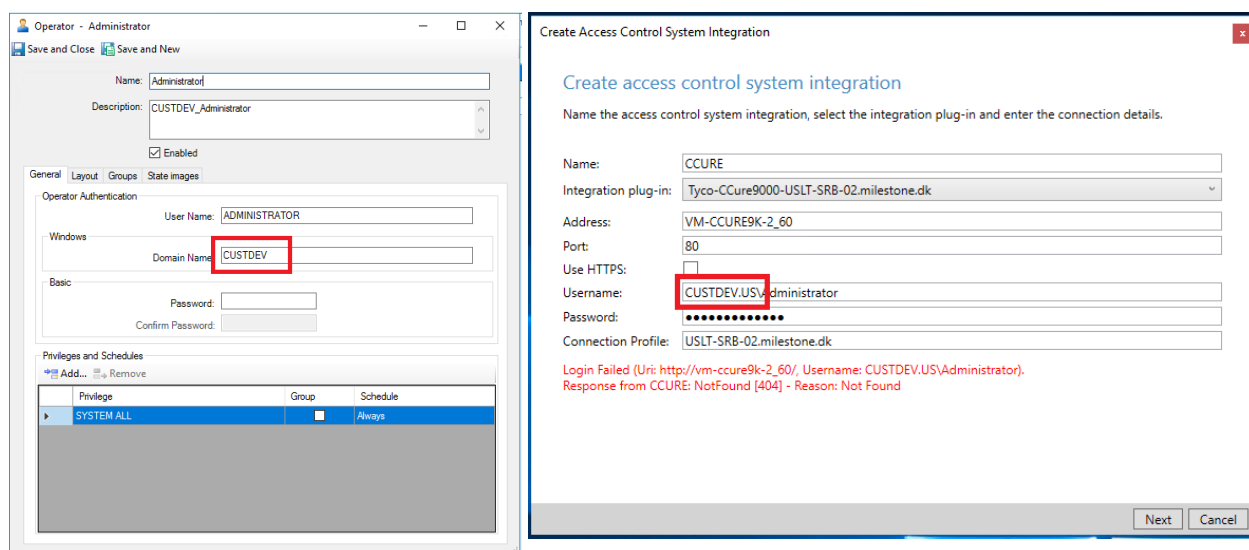 Operator - Administrator
Save and Close Save and New
Name: Administrator
Description: CUSTDEV_Administrator
Enabled
General Layout Groups State images
Operator Authentication
User Name: ADMINISTRATOR
Windows
Domain Name: CUSTDEV
Basic
Password:
Confirm Password:
Privileges and Schedules
Add... Remove
Privilege Group Schedule
SYSTEM ALL Always
Create Access Control System Integration
Create access control system integration
Name the access control system integration, select the integration plug-in and enter the connection details.
Name: CCURE
Integration plug-in: Tyco-CCure9000-USLT-SRB-02.milestone.dk
Address: VM-CCURE9K-2_60
Port: 80
Use HTTPS:
Username: CUSTDEV.US\Administrator
Password: ●●●●●●●●●●●●●
Connection Profile: USLT-SRB-02.milestone.dk
Login Failed (Uri: http://vm-ccure9k-2_60/, Username: CUSTDEV.US\Administrator).
Response from CCURE: NotFound [404] - Reason: Not Found
Next Cancel